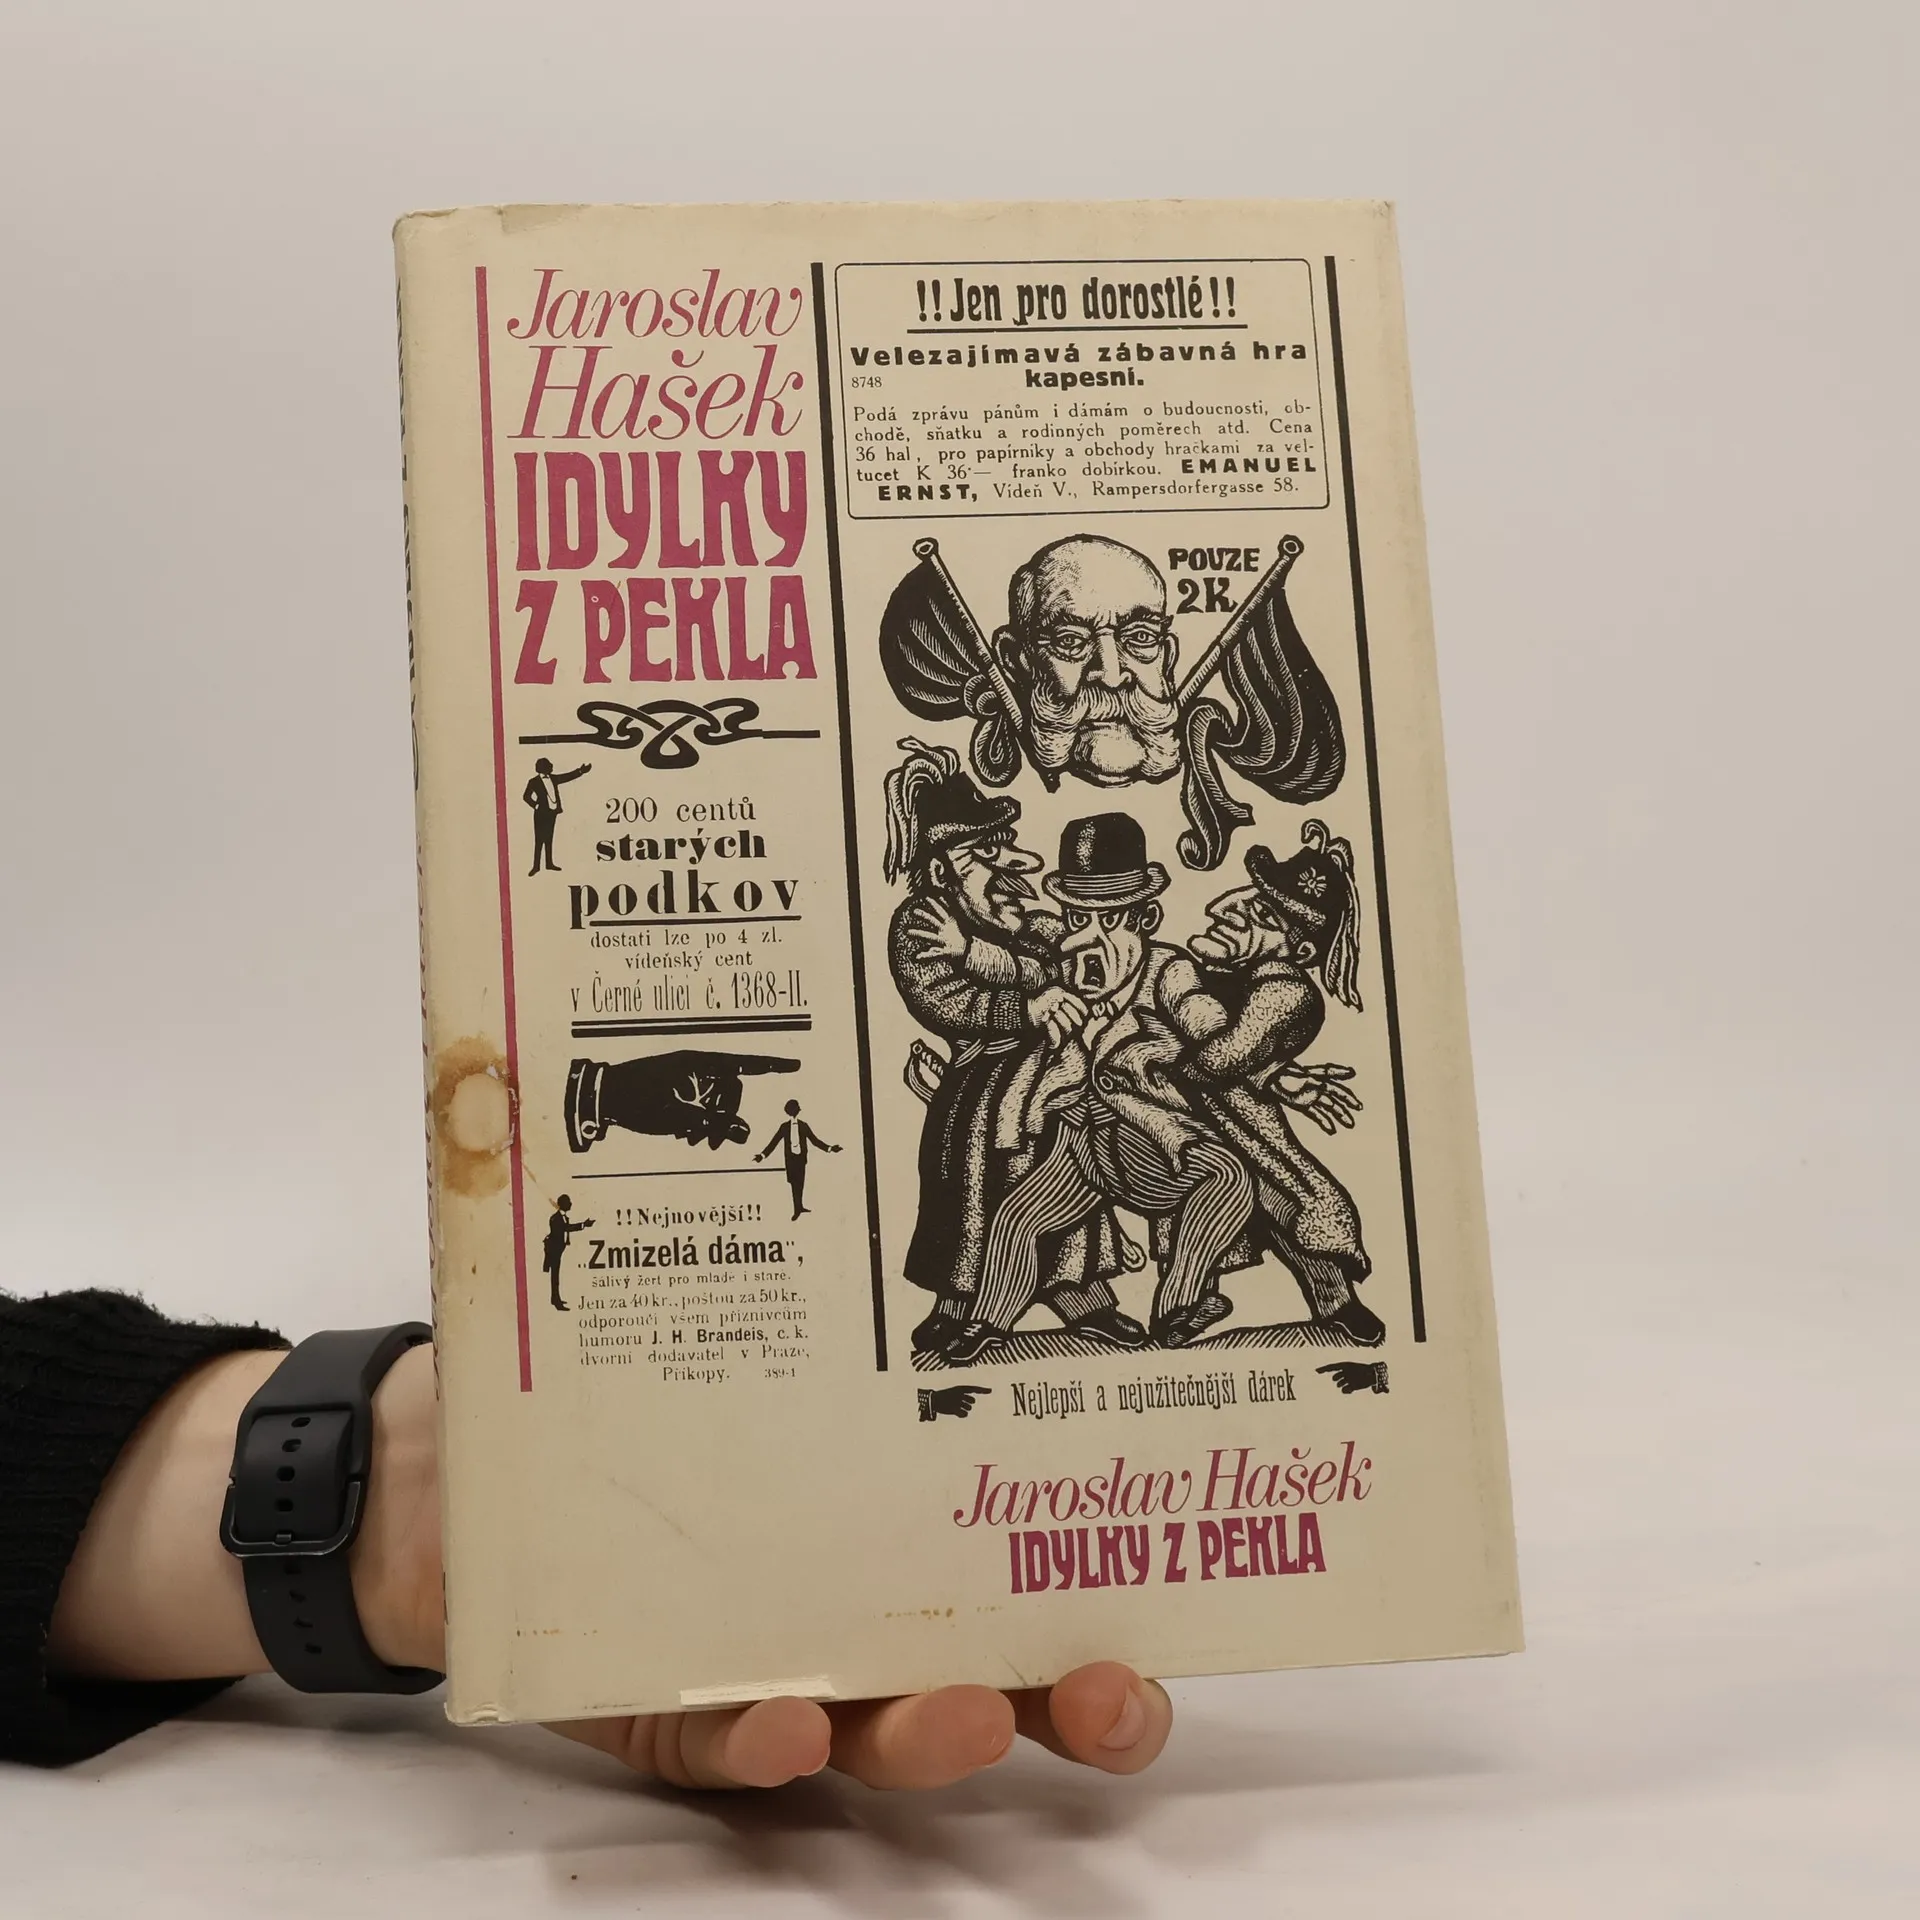 Jaroslav
Hašek
IDYLKY
Z PEKLA
200 centů
starých
podkov
dostati lze po 4 zl.
vídeňský cent
v Černé ulici č. 1368-II.
!!Nejnovější!!
„Zmizelá dáma",
šálivý žert pro mladé i staré.
Jen za 40 kr., poštou za 50 kr.,
odporoučí všem příznivcům
humoru J. H. Brandeis, c. k.
dvorní dodavatel v Praze,
Příkopy. 389-1
!!Jen pro dorostlé!!
Velezajímavá zábavná hra
8748 kapesní.
Podá zprávu pánům i dámám o budoucnosti, ob-
chodě, sňatku a rodinných poměrech atd. Cena
36 hal, pro papírníky a obchody hračkami za vel-
tucet K 36·— franko dobírkou. EMANUEL
ERNST, Vídeň V., Rampersdorfergasse 58.
POUZE
2K
Nejlepší a nejužitečnější dárek
Jaroslav Hašek
IDYLKY Z PEKLA